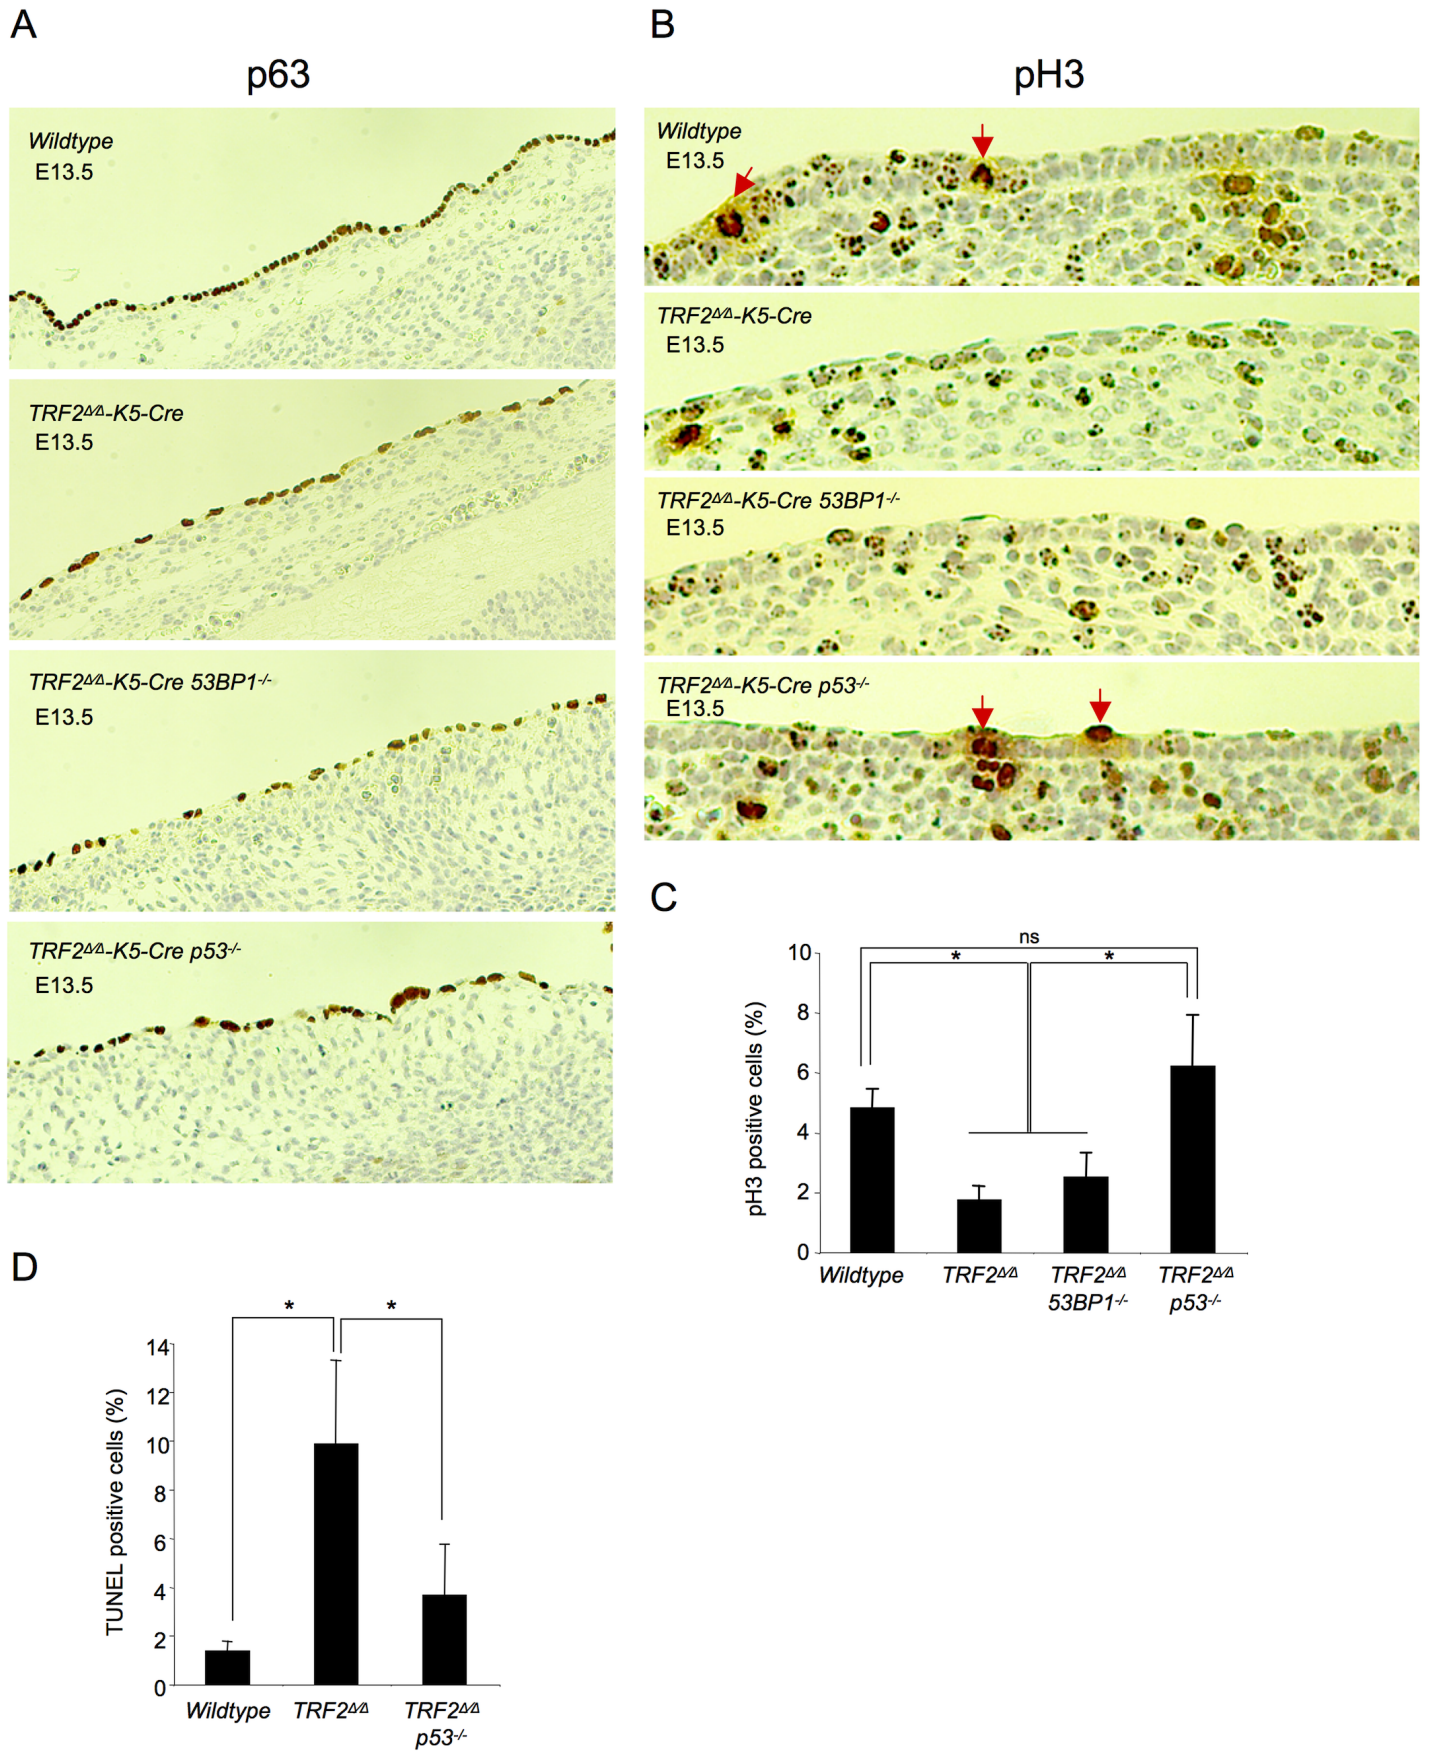 A
p63
Wildtype
E13.5
TRF2Δ/Δ-K5-Cre
E13.5
TRF2Δ/Δ-K5-Cre 53BP1-/-
E13.5
TRF2Δ/Δ-K5-Cre p53-/-
E13.5
B
pH3
Wildtype
E13.5
TRF2Δ/Δ-K5-Cre
E13.5
TRF2Δ/Δ-K5-Cre 53BP1-/-
E13.5
TRF2Δ/Δ-K5-Cre p53-/-
E13.5
C
ns
* *
pH3 positive cells (%)
10
8
6
4
2
0
Wildtype TRF2Δ/Δ TRF2Δ/Δ TRF2Δ/Δ
53BP1-/- p53-/-
D
* *
TUNEL positive cells (%)
14
12
10
8
6
4
2
0
Wildtype TRF2Δ/Δ TRF2Δ/Δ
p53-/-